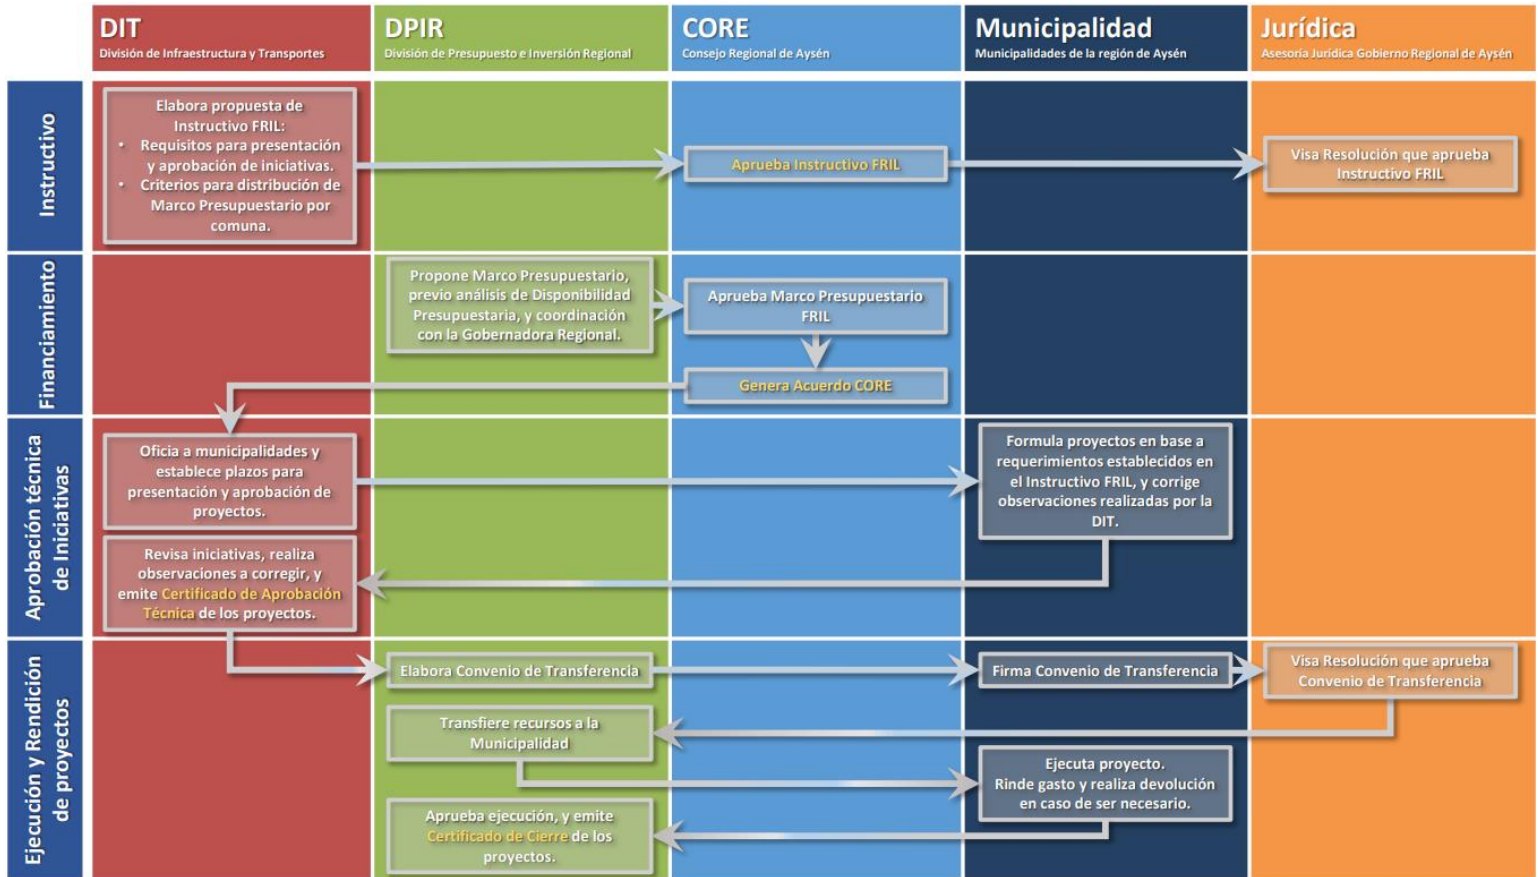 DIT
División de Infraestructura y Transportes
DPIR
División de Presupuesto e Inversión Regional
CORE
Consejo Regional de Aysén
Municipalidad
Municipalidades de la región de Aysén
Jurídica
Asesoría Jurídica Gobierno Regional de Aysén
Instructivo
Elabora propuesta de
Instructivo FRIL:
• Requisitos para presentación
y aprobación de iniciativas.
• Criterios para distribución de
Marco Presupuestario por
comuna.
Aprueba Instructivo FRIL
Visa Resolución que aprueba
Instructivo FRIL
Financiamiento
Propone Marco Presupuestario,
previo análisis de Disponibilidad
Presupuestaria, y coordinación
con la Gobernadora Regional.
Aprueba Marco Presupuestario
FRIL
Genera Acuerdo CORE
Aprobación técnica
de Iniciativas
Oficia a municipalidades y
establece plazos para
presentación y aprobación de
proyectos.
Formula proyectos en base a
requerimientos establecidos en
el Instructivo FRIL, y corrige
observaciones realizadas por la
DIT.
Revisa iniciativas, realiza
observaciones a corregir, y
emite Certificado de Aprobación
Técnica de los proyectos.
Ejecución y Rendición
de proyectos
Elabora Convenio de Transferencia
Firma Convenio de Transferencia
Visa Resolución que aprueba
Convenio de Transferencia
Transfiere recursos a la
Municipalidad
Ejecuta proyecto.
Rinde gasto y realiza devolución
en caso de ser necesario.
Aprueba ejecución, y emite
Certificado de Cierre de los
proyectos.